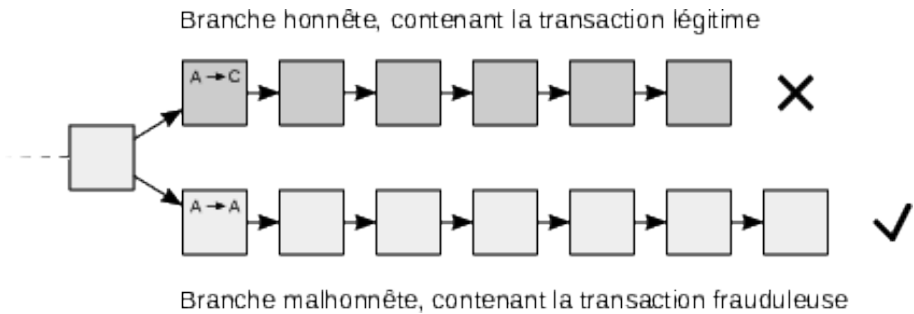 Branche honnête, contenant la transaction légitime
A→C
A→A
Branche malhonnête, contenant la transaction frauduleuse